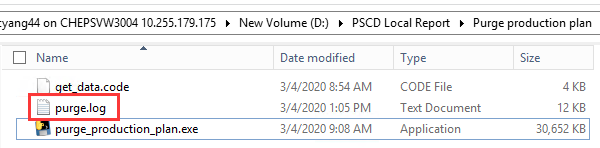 tyang44 on CHEPSVW3004 10.255.179.175 New Volume (D:) PSCD Local Report Purge production plan
Name Date modified Type Size
get_data.code 3/4/2020 8:54 AM CODE File 4 KB
purge.log 3/4/2020 1:05 PM Text Document 12 KB
purge_production_plan.exe 3/4/2020 9:08 AM Application 30,652 KB